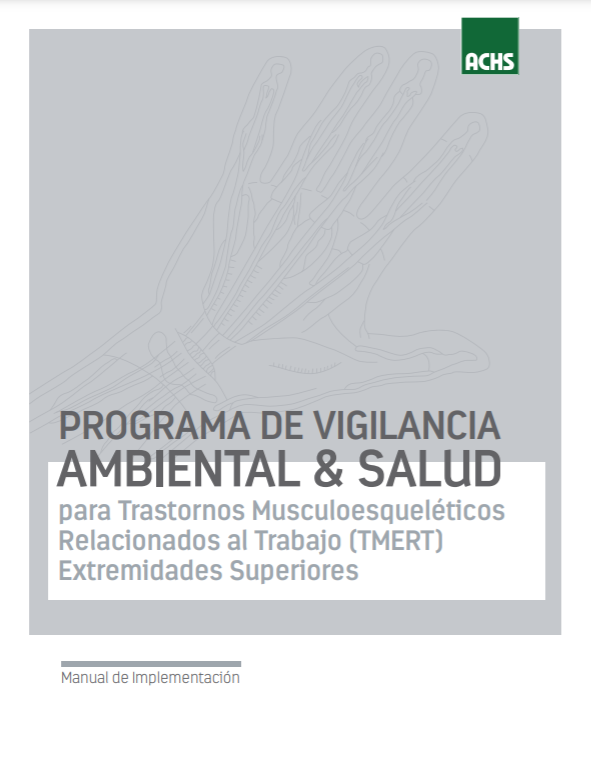 ACHS
PROGRAMA DE VIGILANCIA
AMBIENTAL & SALUD
para Trastornos Musculoesqueléticos
Relacionados al Trabajo (TMERT)
Extremidades Superiores
Manual de Implementación